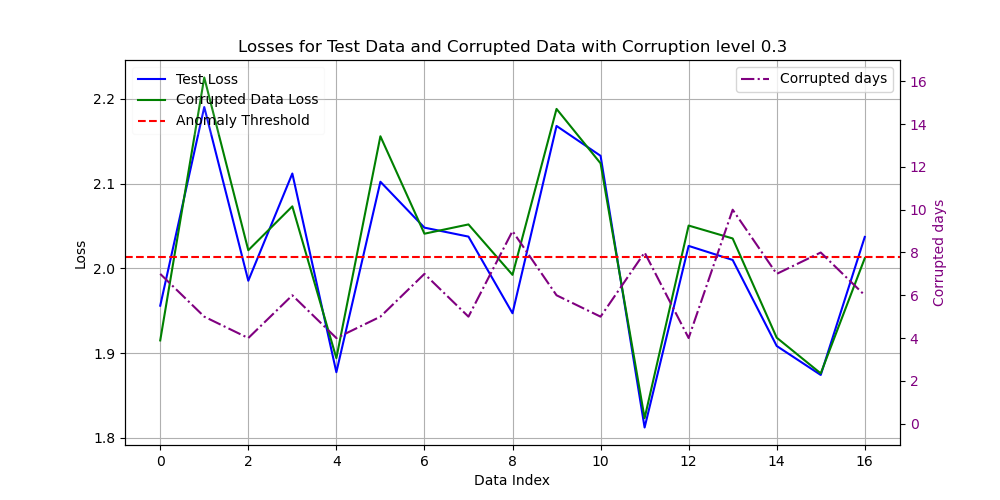 Losses for Test Data and Corrupted Data with Corruption level 0.3
Test Loss
Corrupted Data Loss
Anomaly Threshold
Corrupted days
2.2
2.1
2.0
1.9
1.8
Loss
16
14
12
10
8
6
4
2
0
Corrupted days
0 2 4 6 8 10 12 14 16
Data Index